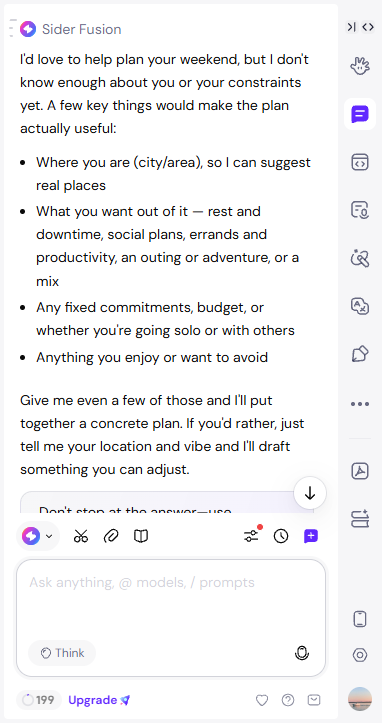 Sider Fusion
I'd love to help plan your weekend, but I don't
know enough about you or your constraints
yet. A few key things would make the plan
actually useful:
• Where you are (city/area), so I can suggest
real places
• What you want out of it — rest and
downtime, social plans, errands and
productivity, an outing or adventure, or a
mix
• Any fixed commitments, budget, or
whether you're going solo or with others
• Anything you enjoy or want to avoid
Give me even a few of those and I'll put
together a concrete plan. If you'd rather, just
tell me your location and vibe and I'll draft
something you can adjust.
Don't stop at the answer—use
Ask anything, @ models, / prompts
Think
199 Upgrade